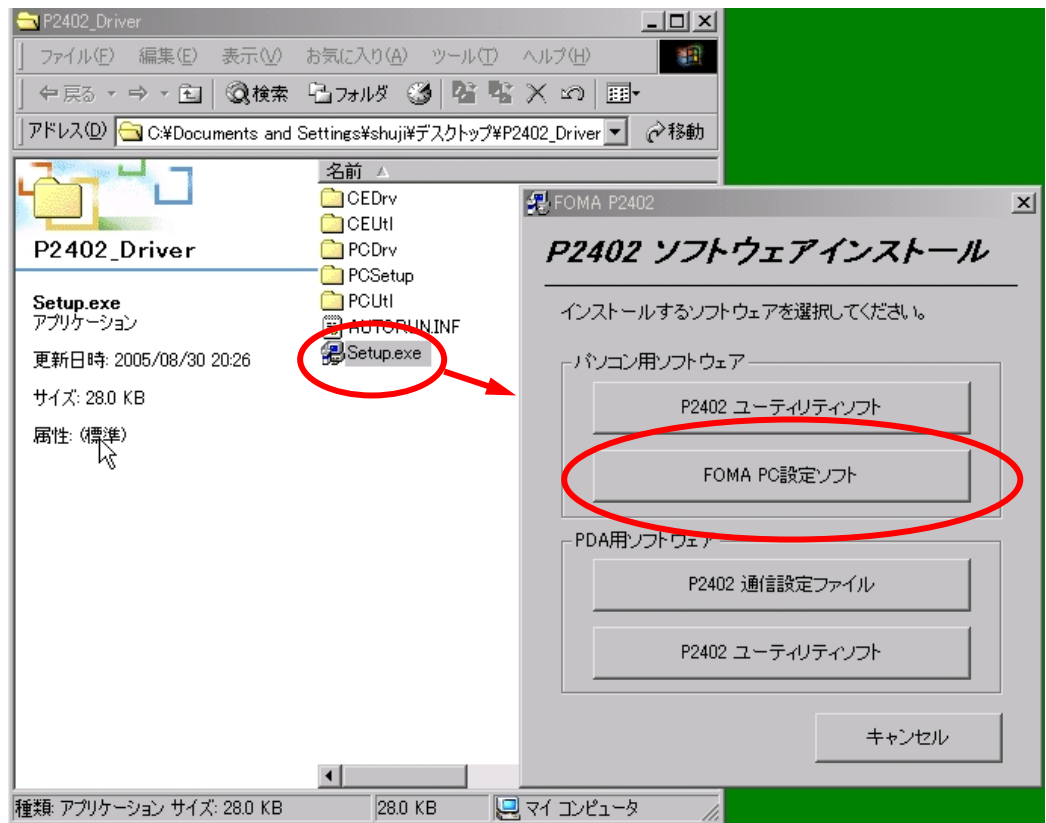 P2402_Driver
ファイル(F) 編集(E) 表示(V) お気に入り(A) ツール(T) ヘルプ(H)
戻る 検索 フォルダ
アドレス(D) C:¥Documents and Settings¥shuji¥デスクトップ¥P2402_Driver 移動
P2402_Driver
Setup.exe
アプリケーション
更新日時: 2005/08/30 20:26
サイズ: 28.0 KB
属性: (標準)
名前
CEDrv
CEUtl
PCDrv
PCSetup
PCUtl
AUTORUN.INF
Setup.exe
FOMA P2402
P2402 ソフトウェアインストール
インストールするソフトウェアを選択してください。
パソコン用ソフトウェア
P2402 ユーティリティソフト
FOMA PC設定ソフト
PDA用ソフトウェア
P2402 通信設定ファイル
P2402 ユーティリティソフト
キャンセル
種類: アプリケーション サイズ: 28.0 KB 28.0 KB マイ コンピュータ